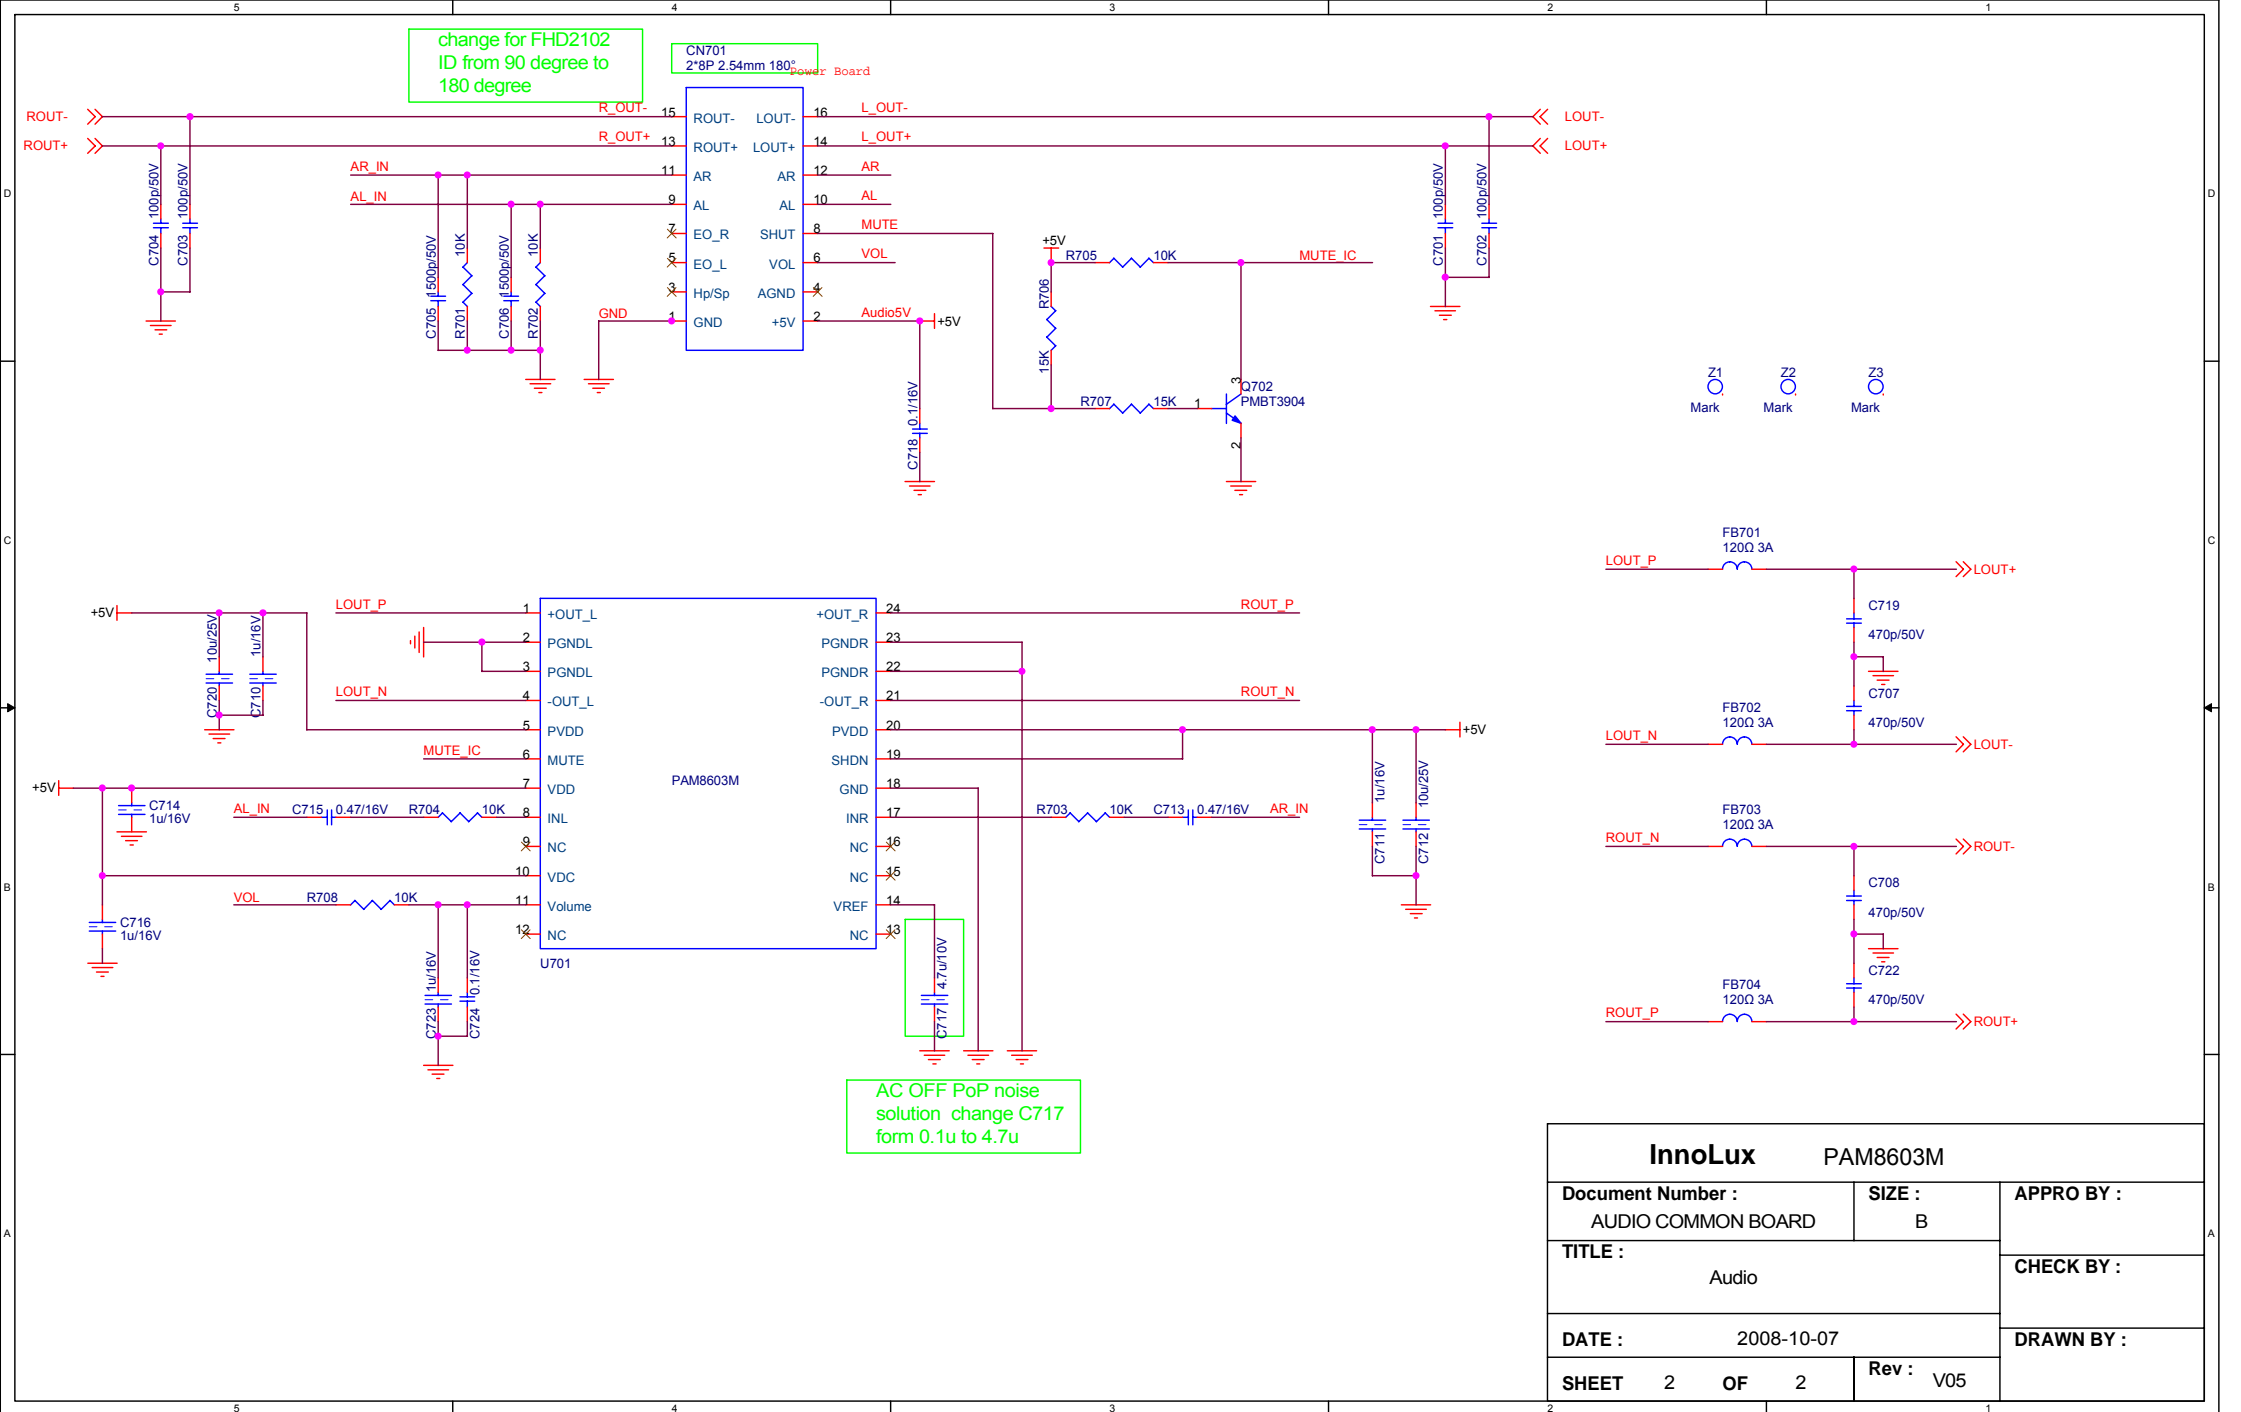 5 4 3 2 1
change for FHD2102
ID from 90 degree to
180 degree
CN701
2*8P 2.54mm 180°
Power Board
ROUT-
ROUT+
R_OUT-
R_OUT+
AR_IN
AL_IN
GND
15 ROUT- LOUT- 16
13 ROUT+ LOUT+ 14
11 AR AR 12
9 AL AL 10
7 EO_R SHUT 8
5 EO_L VOL 6
3 Hp/Sp AGND 4
1 GND +5V 2
L_OUT-
L_OUT+
AR
AL
MUTE
VOL
Audio5V
+5V
LOUT-
LOUT+
C704 100p/50V
C703 100p/50V
C705 1500p/50V
R701 10K
C706 1500p/50V
R702 10K
C718 0.1/16V
+5V
R705 10K
MUTE_IC
R706 15K
R707 15K
1
3
2
Q702
PMBT3904
C701 100p/50V
C702 100p/50V
Z1
Mark
Z2
Mark
Z3
Mark
D
C
B
A
D
C
B
A
+5V
C720 10u/25V
C710 1u/16V
LOUT_P
LOUT_N
MUTE_IC
+5V
C714
1u/16V
AL_IN C715 0.47/16V R704 10K
VOL R708 10K
C716
1u/16V
C723 1u/16V
C724 0.1/16V
1 +OUT_L +OUT_R 24
2 PGNDL PGNDR 23
3 PGNDL PGNDR 22
4 -OUT_L -OUT_R 21
5 PVDD PVDD 20
6 MUTE SHDN 19
7 VDD GND 18
8 INL INR 17
9 NC NC 16
10 VDC NC 15
11 Volume VREF 14
12 NC NC 13
PAM8603M
U701
ROUT_P
ROUT_N
+5V
R703 10K C713 0.47/16V AR_IN
C711 1u/16V
C712 10u/25V
C717 4.7u/10V
AC OFF PoP noise
solution change C717
form 0.1u to 4.7u
FB701
120Ω 3A
LOUT_P
LOUT+
C719
470p/50V
C707
470p/50V
FB702
120Ω 3A
LOUT_N
LOUT-
FB703
120Ω 3A
ROUT_N
ROUT-
C708
470p/50V
C722
470p/50V
FB704
120Ω 3A
ROUT_P
ROUT+
InnoLux PAM8603M
Document Number :
AUDIO COMMON BOARD
SIZE :
B
APPRO BY :
TITLE :
Audio
CHECK BY :
DATE : 2008-10-07
DRAWN BY :
SHEET 2 OF 2
Rev : V05
5 4 3 2 1